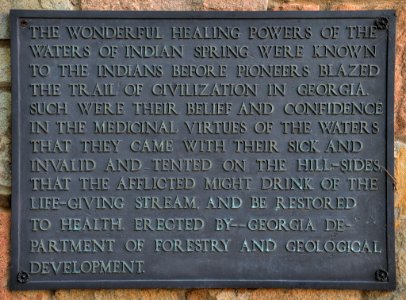 THE WONDERFUL HEALING POWERS OF THE
WATERS OF INDIAN SPRING WERE KNOWN
TO THE INDIANS BEFORE PIONEERS BLAZED
THE TRAIL OF CIVILIZATION IN GEORGIA.
SUCH WERE THEIR BELIEF AND CONFIDENCE
IN THE MEDICINAL VIRTUES OF THE WATERS
THAT THEY CAME WITH THEIR SICK AND
INVALID AND TENTED ON THE HILL-SIDES,
THAT THE AFFLICTED MIGHT DRINK OF THE
LIFE-GIVING STREAM, AND BE RESTORED
TO HEALTH. ERECTED BY--GEORGIA DE-
PARTMENT OF FORESTRY AND GEOLOGICAL
DEVELOPMENT.